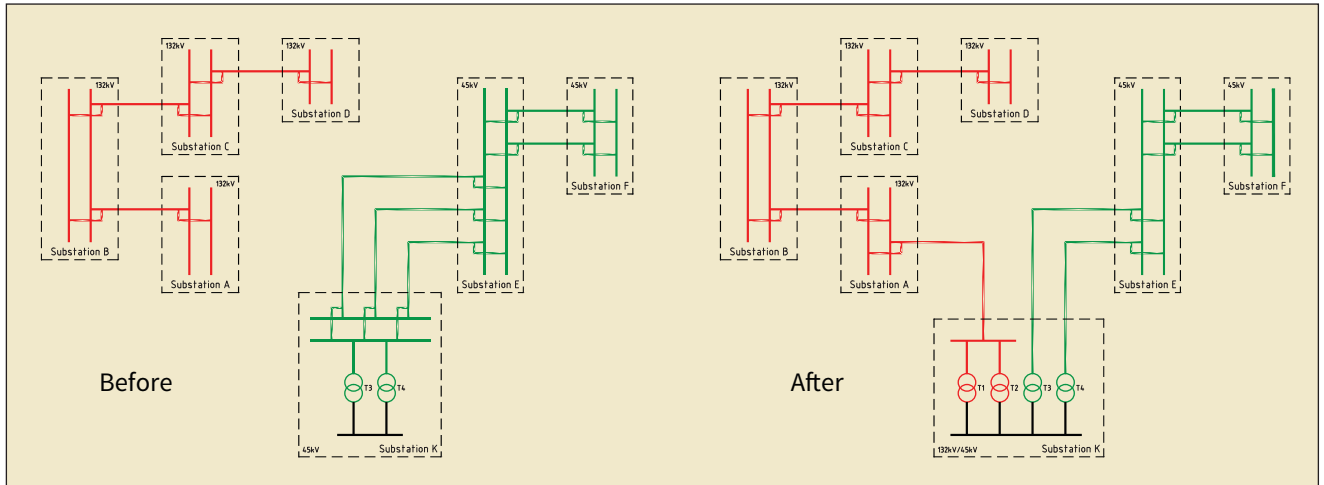 132kV
132kV
132kV
45kV
45kV
Substation D
Substation C
Substation F
132kV
Substation B
Substation A
Substation E
Before
T3
T4
45kV
Substation K
132kV
132kV
132kV
45kV
45kV
Substation D
Substation C
Substation F
132kV
Substation B
Substation A
Substation E
After
T1
T2
T3
T4
132kV/45kV
Substation K